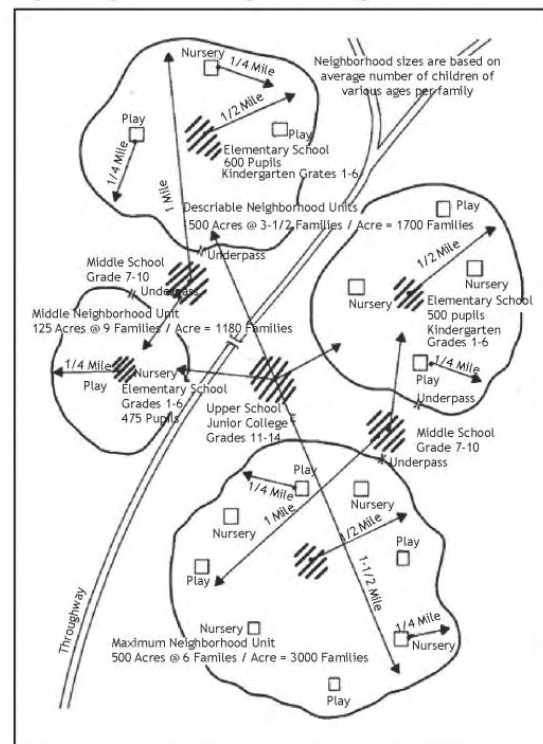 Nursery
1/4 Mile
Neighborhood sizes are based on
average number of children of
various ages per family
Play
1/2 Mile
Play
1/4 Mile
Elementary School
600 Pupils
Kindergarten Grates 1-6
1 Mile
Describable Neighborhood Units
500 Acres @ 3-1/2 Families / Acre = 1700 Families
Play
Underpass
1/2 Mile
Middle School
Grade 7-10
Underpass
Nursery
Nursery
Elementary School
500 pupils
Kindergarten
Grades 1-6
Middle Neighborhood Unit
125 Acres @ 9 Families / Acre = 1180 Families
1/4 Mile
Play
Nursery
Elementary School
Grades 1-6
475 Pupils
Play
1/4 Mile
Underpass
Upper School
Junior College
Grades 11-14
Middle School
Grade 7-10
Underpass
Play
1/4 Mile
1 Mile
Nursery
Nursery
1/2 Mile
Play
Play
1-1/2 Mile
Throughway
Nursery
1/4 Mile
Nursery
Maximum Neighborhood Unit
500 Acres @ 6 Familes / Acre = 3000 Families
Play